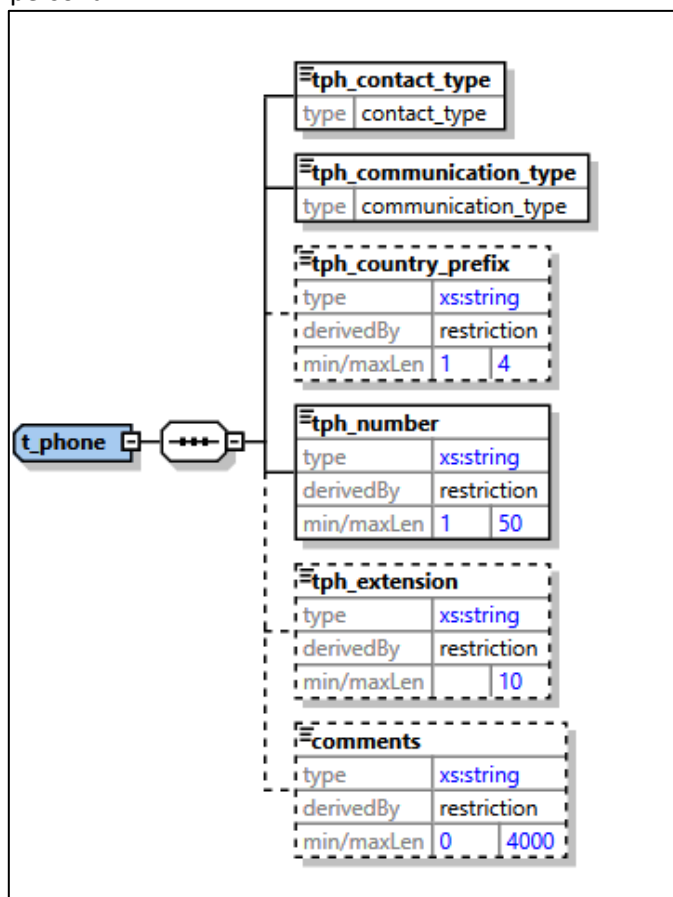 tph_contact_type
type contact_type
tph_communication_type
type communication_type
tph_country_prefix
type xs:string
derivedBy restriction
min/maxLen 1 4
t_phone
tph_number
type xs:string
derivedBy restriction
min/maxLen 1 50
tph_extension
type xs:string
derivedBy restriction
min/maxLen 10
comments
type xs:string
derivedBy restriction
min/maxLen 0 4000